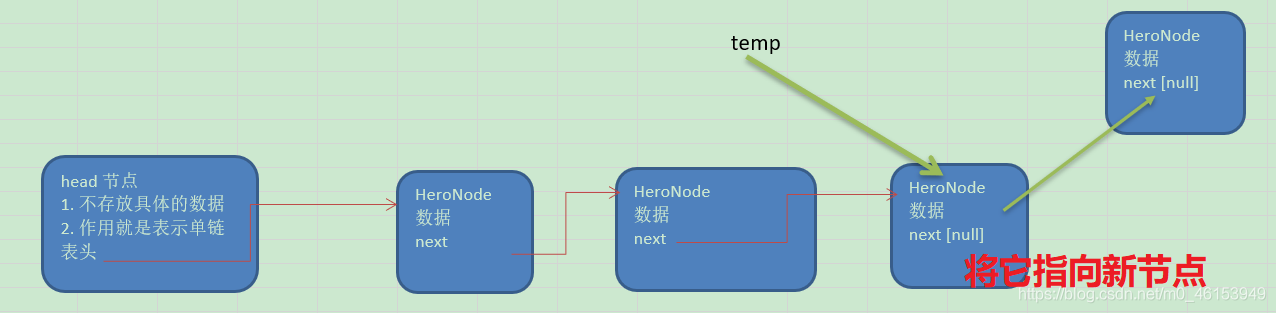 temp
HeroNode
数据
next [null]
head 节点
1. 不存放具体的数据
2. 作用就是表示单链
表头
HeroNode
数据
next
HeroNode
数据
next
HeroNode
数据
next [null]
将它指向新节点
https://blog.csdn.net/m0_46153949